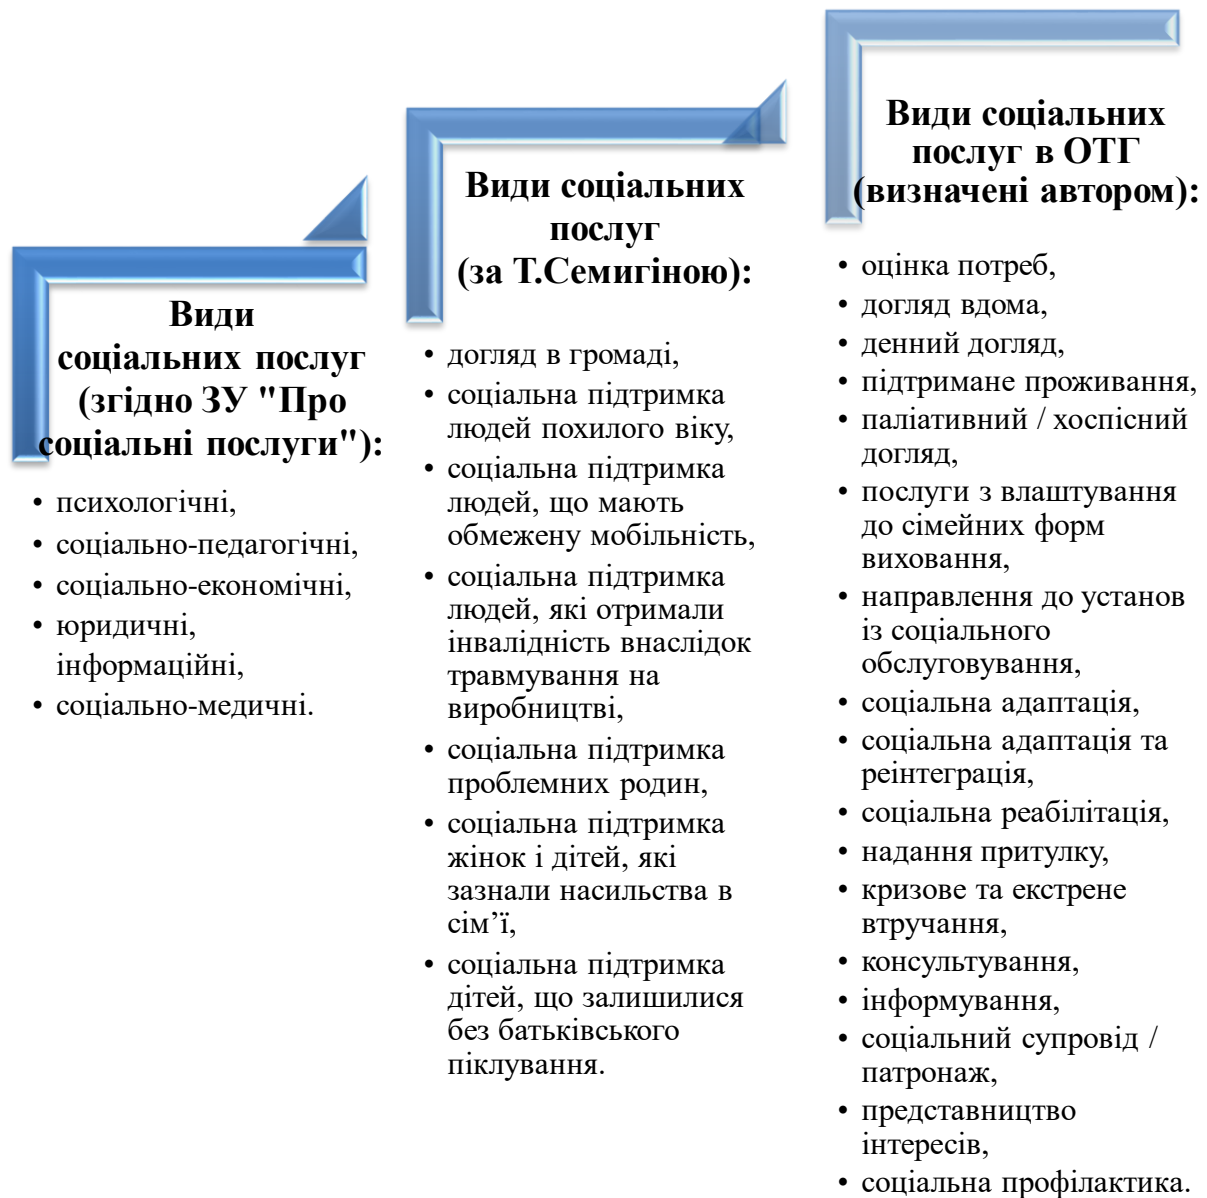 Види
соціальних послуг
(згідно ЗУ "Про
соціальні послуги"):
• психологічні,
• соціально-педагогічні,
• соціально-економічні,
• юридичні,
інформаційні,
• соціально-медичні.
Види соціальних
послуг
(за Т.Семигіною):
• догляд в громаді,
• соціальна підтримка
людей похилого віку,
• соціальна підтримка
людей, що мають
обмежену мобільність,
• соціальна підтримка
людей, які отримали
інвалідність внаслідок
травмування на
виробництві,
• соціальна підтримка
проблемних родин,
• соціальна підтримка
жінок і дітей, які
зазнали насильства в
сім’ї,
• соціальна підтримка
дітей, що залишилися
без батьківського
піклування.
Види соціальних
послуг в ОТГ
(визначені автором):
• оцінка потреб,
• догляд вдома,
• денний догляд,
• підтримане проживання,
• паліативний / хоспісний
догляд,
• послуги з влаштування
до сімейних форм
виховання,
• направлення до установ
із соціального
обслуговування,
• соціальна адаптація,
• соціальна адаптація та
реінтеграція,
• соціальна реабілітація,
• надання притулку,
• кризове та екстрене
втручання,
• консультування,
• інформування,
• соціальний супровід /
патронаж,
• представництво
інтересів,
• соціальна профілактика.